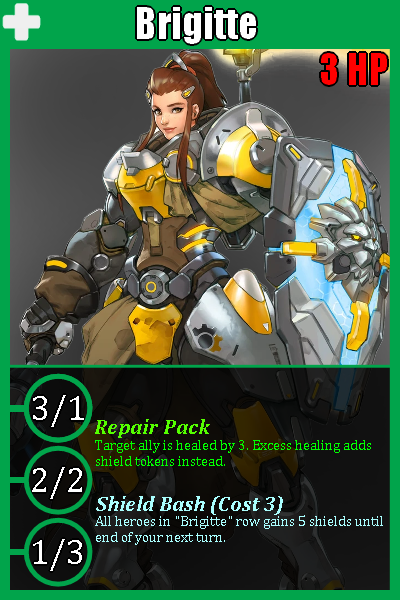 Brigitte
3 HP
3/1
Repair Pack
Target ally is healed by 3. Excess healing adds
shield tokens instead.
2/2
Shield Bash (Cost 3)
All heroes in "Brigitte" row gains 5 shields until
end of your next turn.
1/3